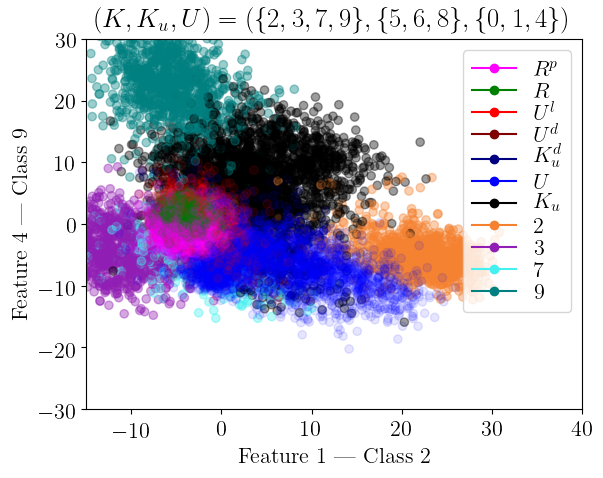 (K, K_u, U) = ({2, 3, 7, 9}, {5, 6, 8}, {0, 1, 4})
30
20
10
0
−10
−20
−30
Feature 4 — Class 9
R^p
R
U^l
U^d
K_u^d
U
K_u
2
3
7
9
−10
0
10
20
30
40
Feature 1 — Class 2